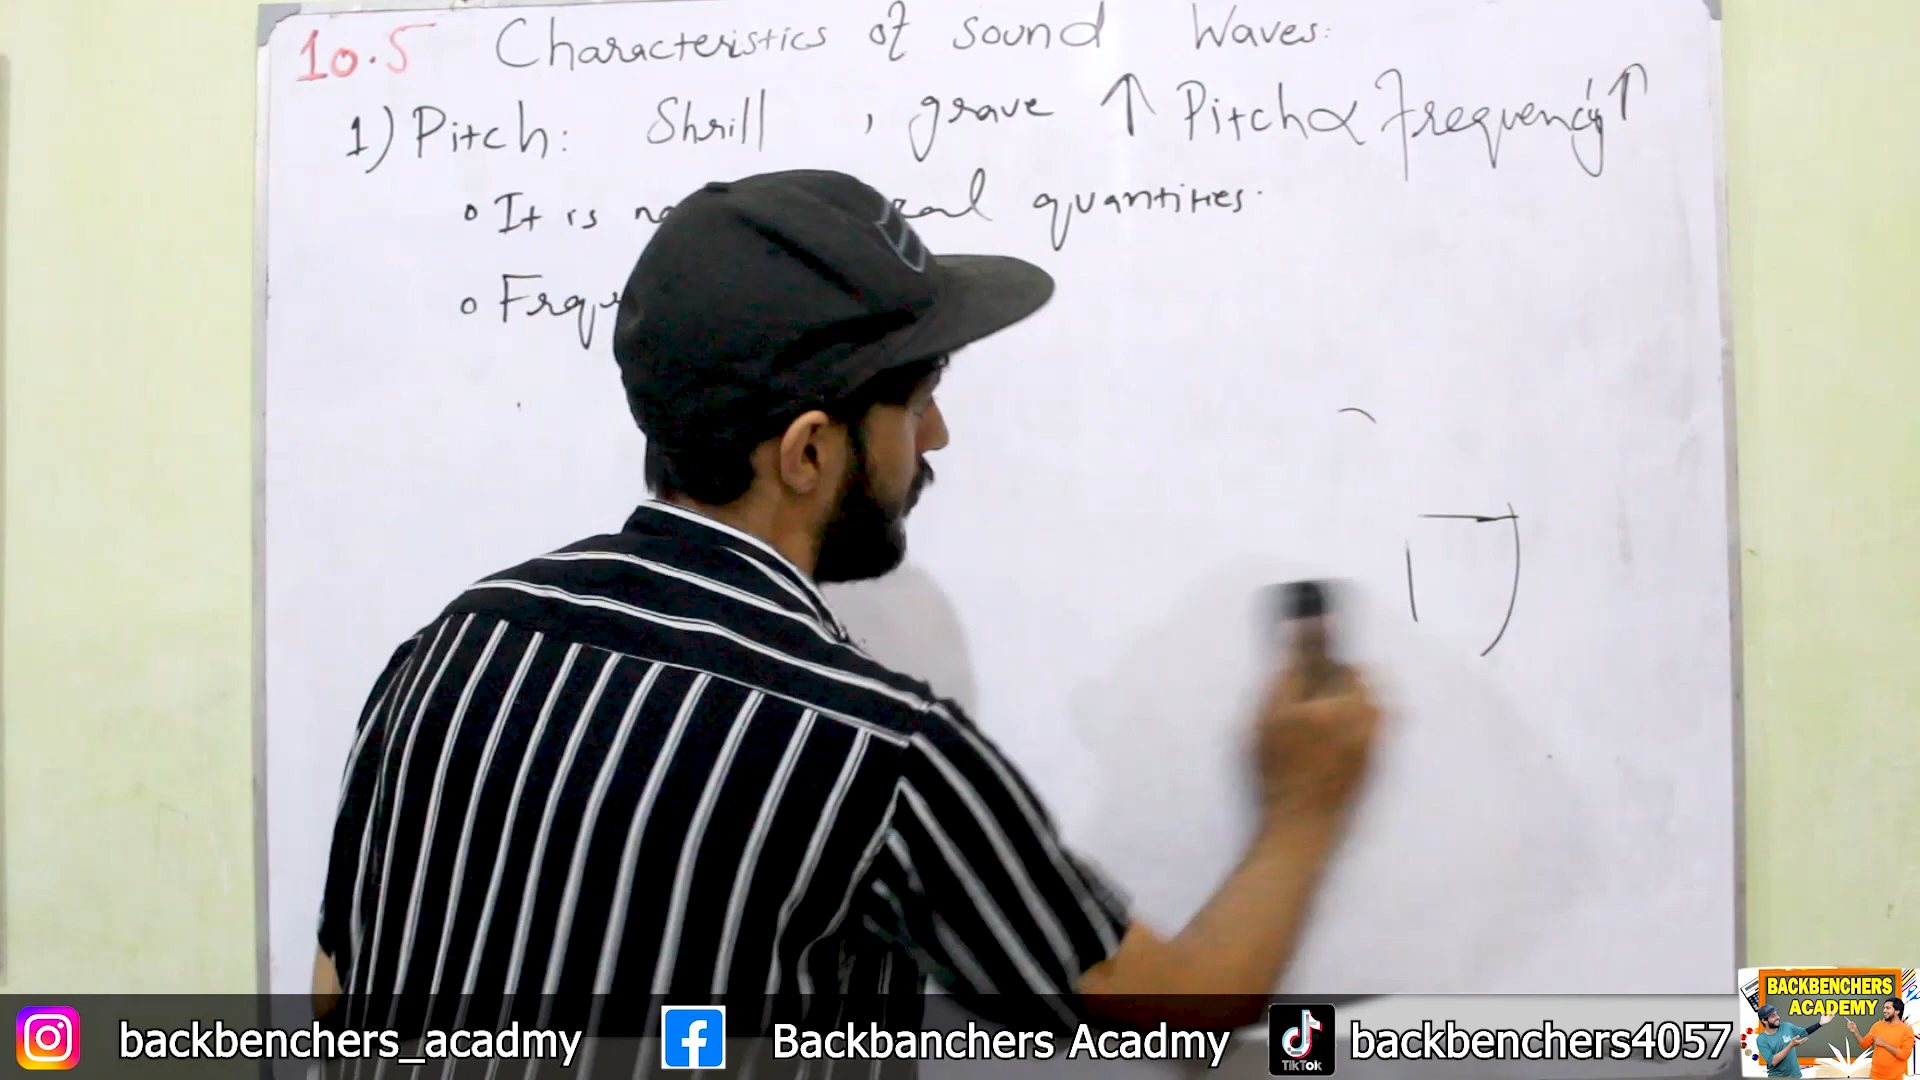 10.5 Characteristics of sound Waves:
1) Pitch: Shrill , grave ↑ Pitch ∝ Frequency ↑
• It is quantities.
•
backbenchers_acadmy
Backbanchers Acadmy
TikTok
backbenchers4057
BACKBENCHERS
ACADEMY